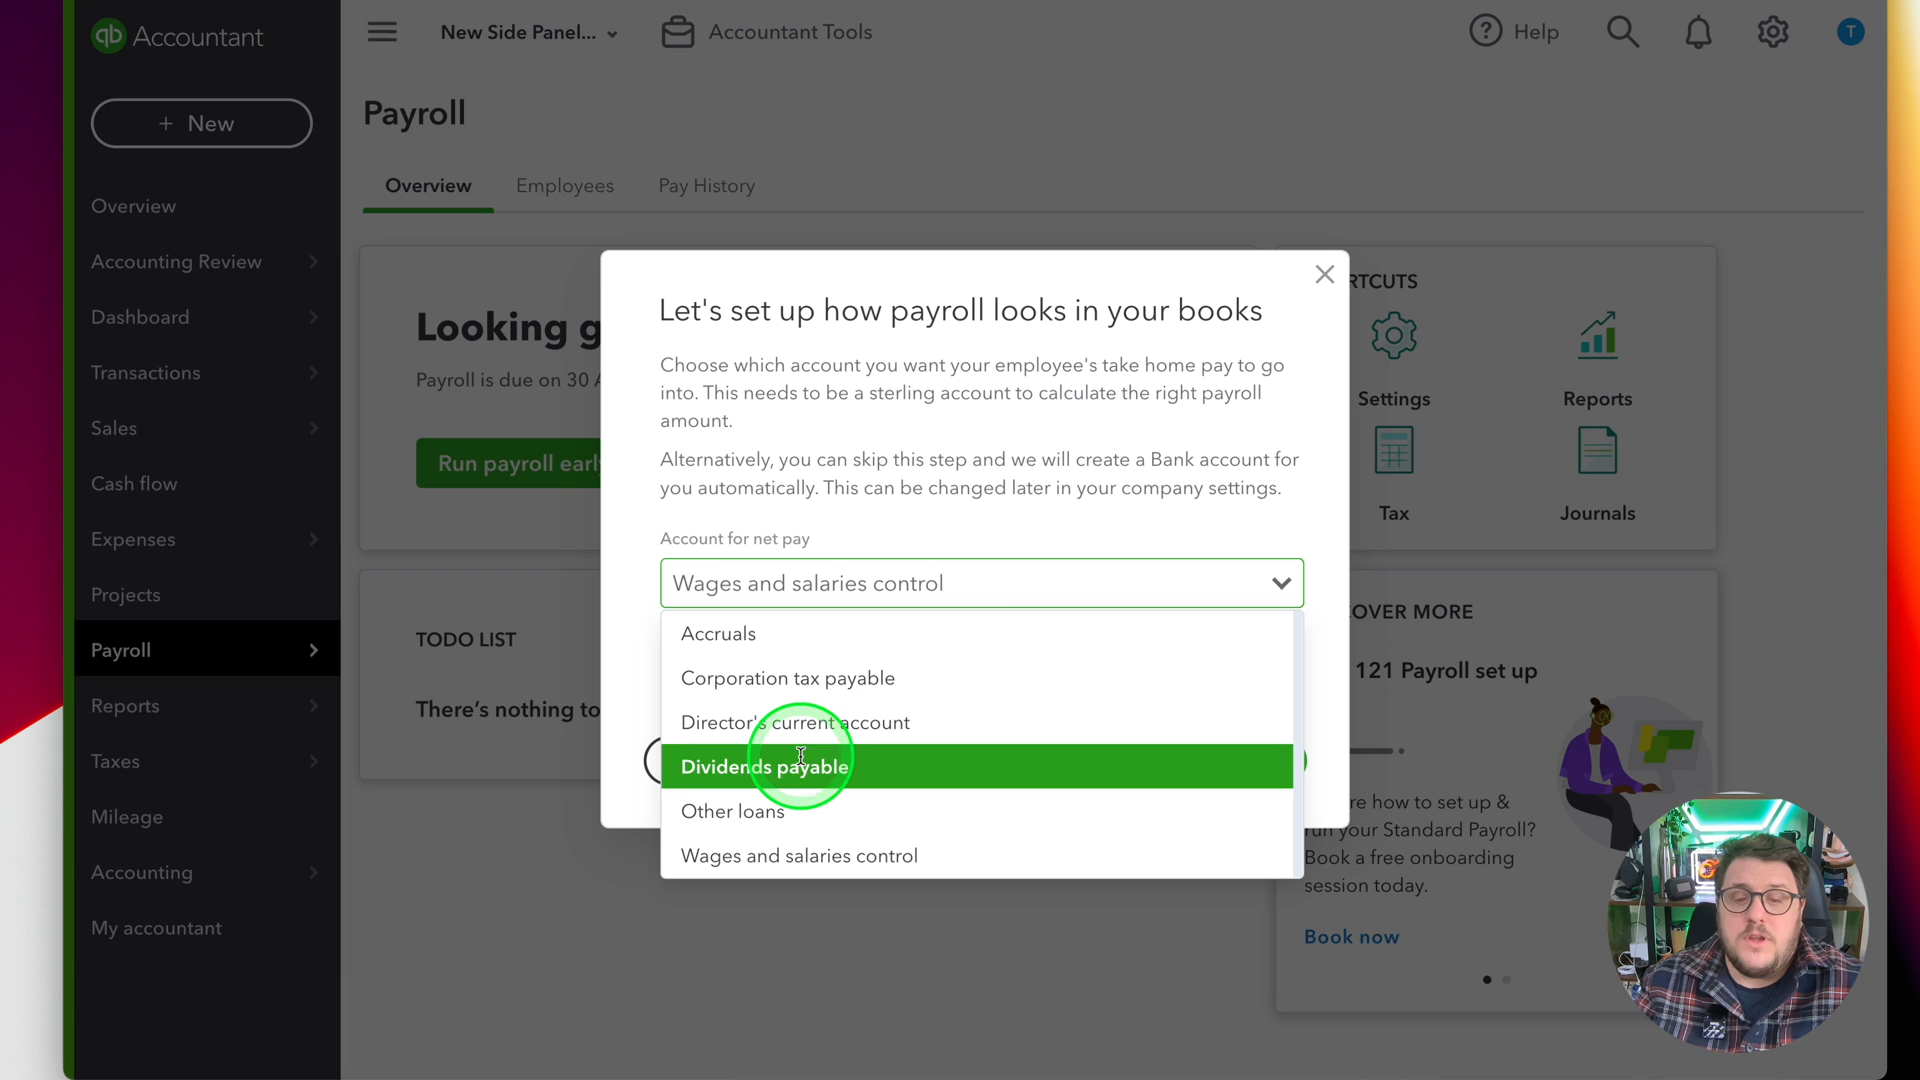 qb Accountant
New Side Panel...
Accountant Tools
Help
T
+ New
Overview
Accounting Review
Dashboard
Transactions
Sales
Cash flow
Expenses
Projects
Payroll
Reports
Taxes
Mileage
Accounting
My accountant
Payroll
Overview
Employees
Pay History
Looking g
Payroll is due on 30 A
Run payroll earl
TODO LIST
There's nothing to
Let's set up how payroll looks in your books
Choose which account you want your employee's take home pay to go
into. This needs to be a sterling account to calculate the right payroll
amount.
Alternatively, you can skip this step and we will create a Bank account for
you automatically. This can be changed later in your company settings.
Account for net pay
Wages and salaries control
Accruals
Corporation tax payable
Director's current account
Dividends payable
Other loans
Wages and salaries control
RTCUTS
Settings
Reports
Tax
Journals
OVER MORE
121 Payroll set up
re how to set up &
run your Standard Payroll?
Book a free onboarding
session today.
Book now